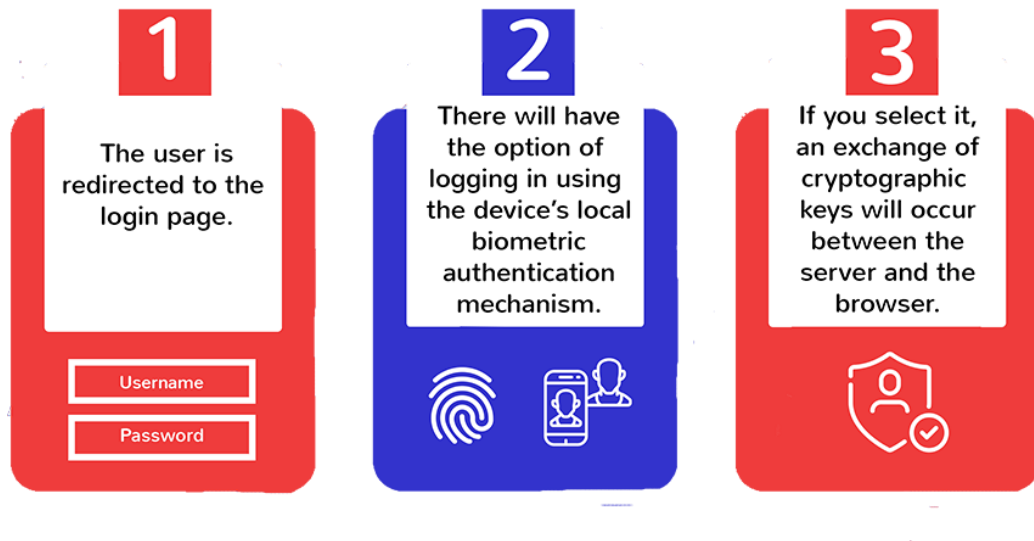 1
The user is
redirected to the
login page.
Username
Password
2
There will have
the option of
logging in using
the device's local
biometric
authentication
mechanism.
3
If you select it,
an exchange of
cryptographic
keys will occur
between the
server and the
browser.